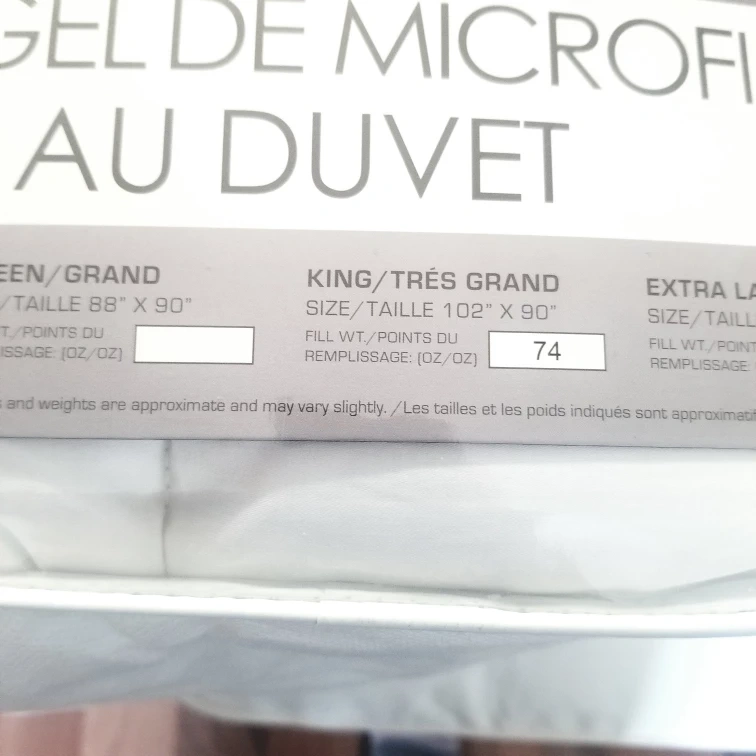 GEL DE MICROFI
AU DUVET
EEN/GRAND
/TAILLE 88" X 90"
T./POINTS DU
ISSAGE: (OZ/OZ)
KING/TRÉS GRAND
SIZE/TAILLE 102" X 90"
FILL WT./POINTS DU
REMPLISSAGE: (OZ/OZ)
74
EXTRA LA
SIZE/TAILL
FILL WT./POINT
REMPLISSAGE:
s and weights are approximate and may vary slightly. /Les tailles et les poids indiqués sont approximatif